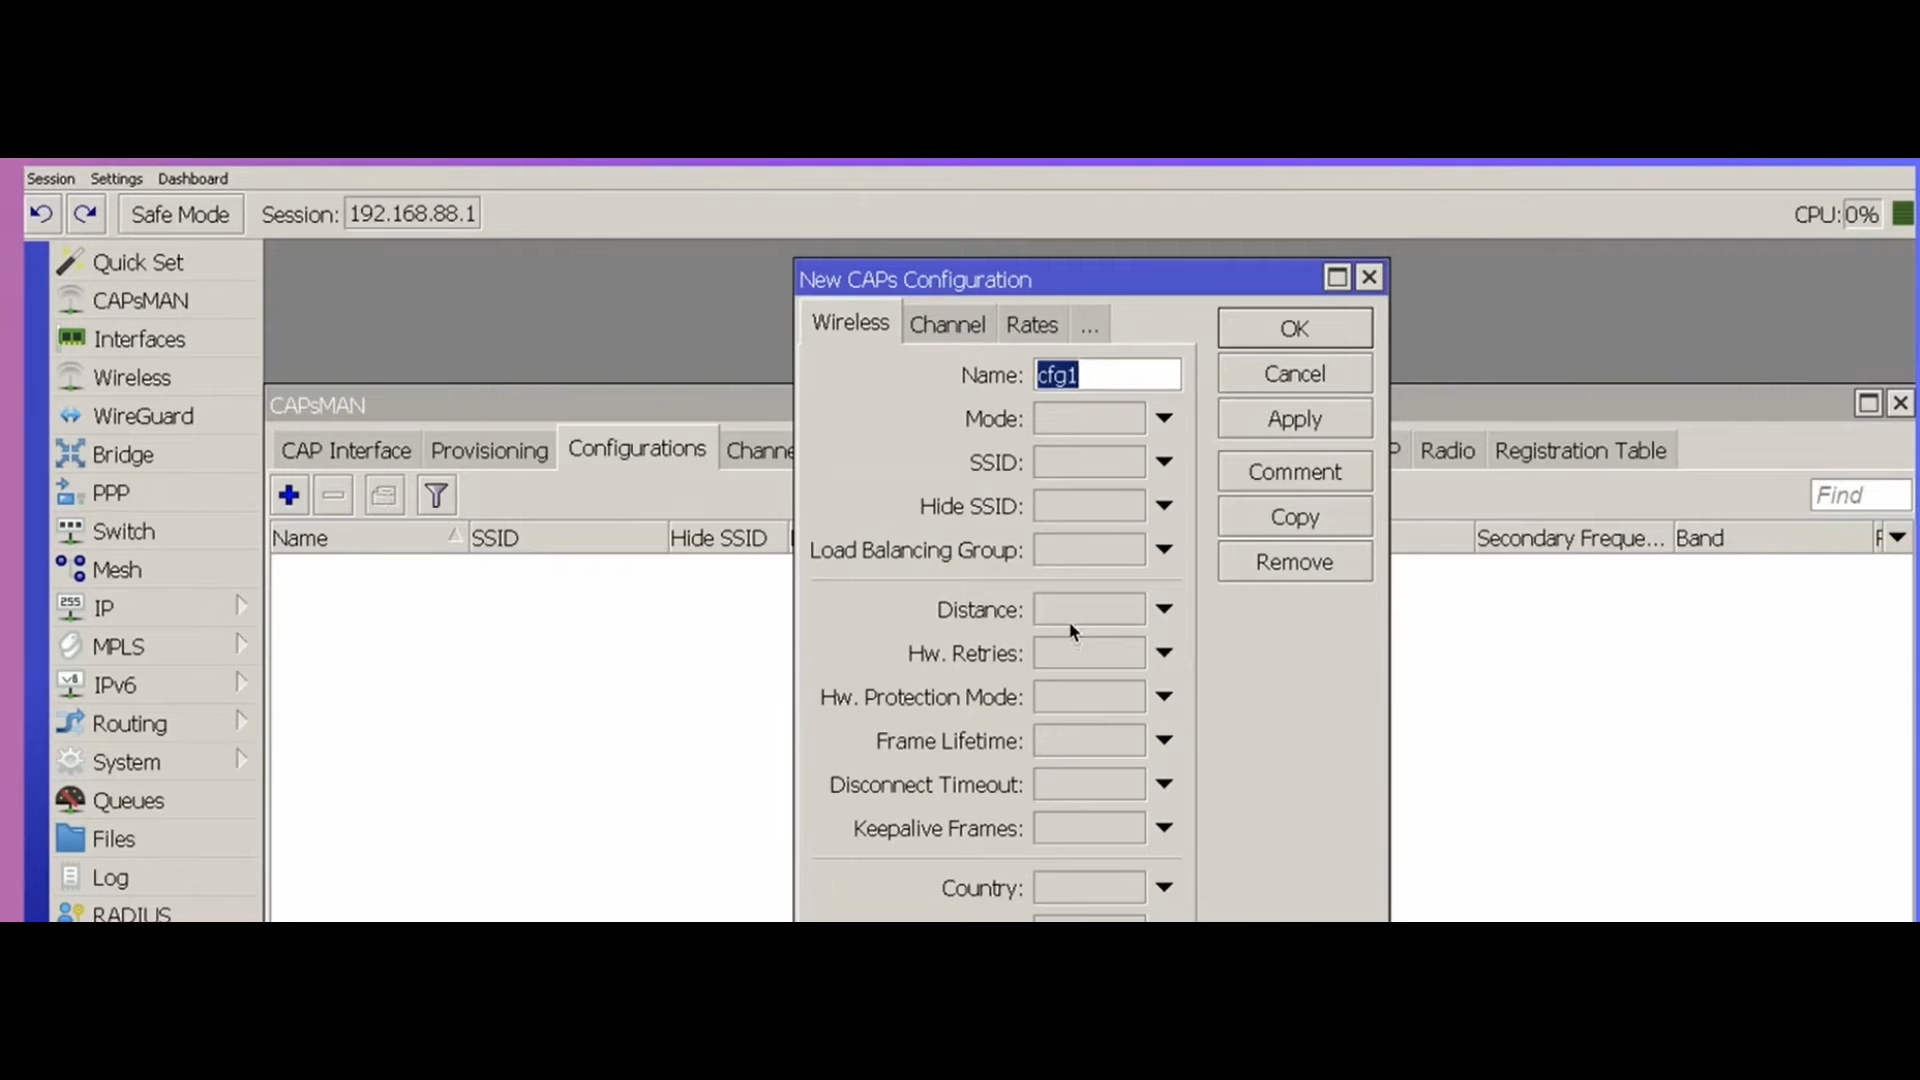 Session Settings Dashboard
Safe Mode Session: 192.168.88.1 CPU: 0%
Quick Set
CAPsMAN
Interfaces
Wireless
WireGuard
Bridge
PPP
Switch
Mesh
255 IP
MPLS
v6 IPv6
Routing
System
Queues
Files
Log
RADIUS
CAPsMAN
CAP Interface Provisioning Configurations Channe P Radio Registration Table
Find
Name SSID Hide SSID Secondary Freque... Band F
New CAPs Configuration
Wireless Channel Rates ...
Name: cfg1
Mode:
SSID:
Hide SSID:
Load Balancing Group:
Distance:
Hw. Retries:
Hw. Protection Mode:
Frame Lifetime:
Disconnect Timeout:
Keepalive Frames:
Country:
OK
Cancel
Apply
Comment
Copy
Remove